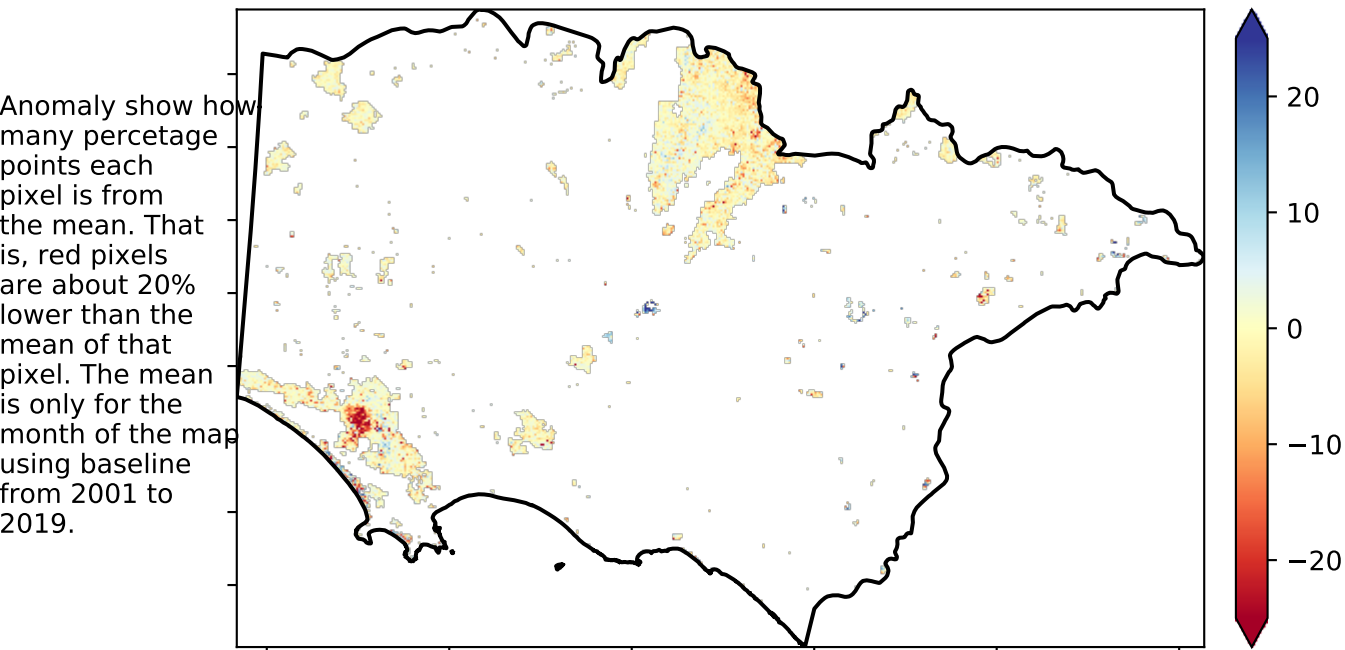 Anomaly show how
many percetage
points each
pixel is from
the mean. That
is, red pixels
are about 20%
lower than the
mean of that
pixel. The mean
is only for the
month of the map
using baseline
from 2001 to
2019.
20
10
0
−10
−20